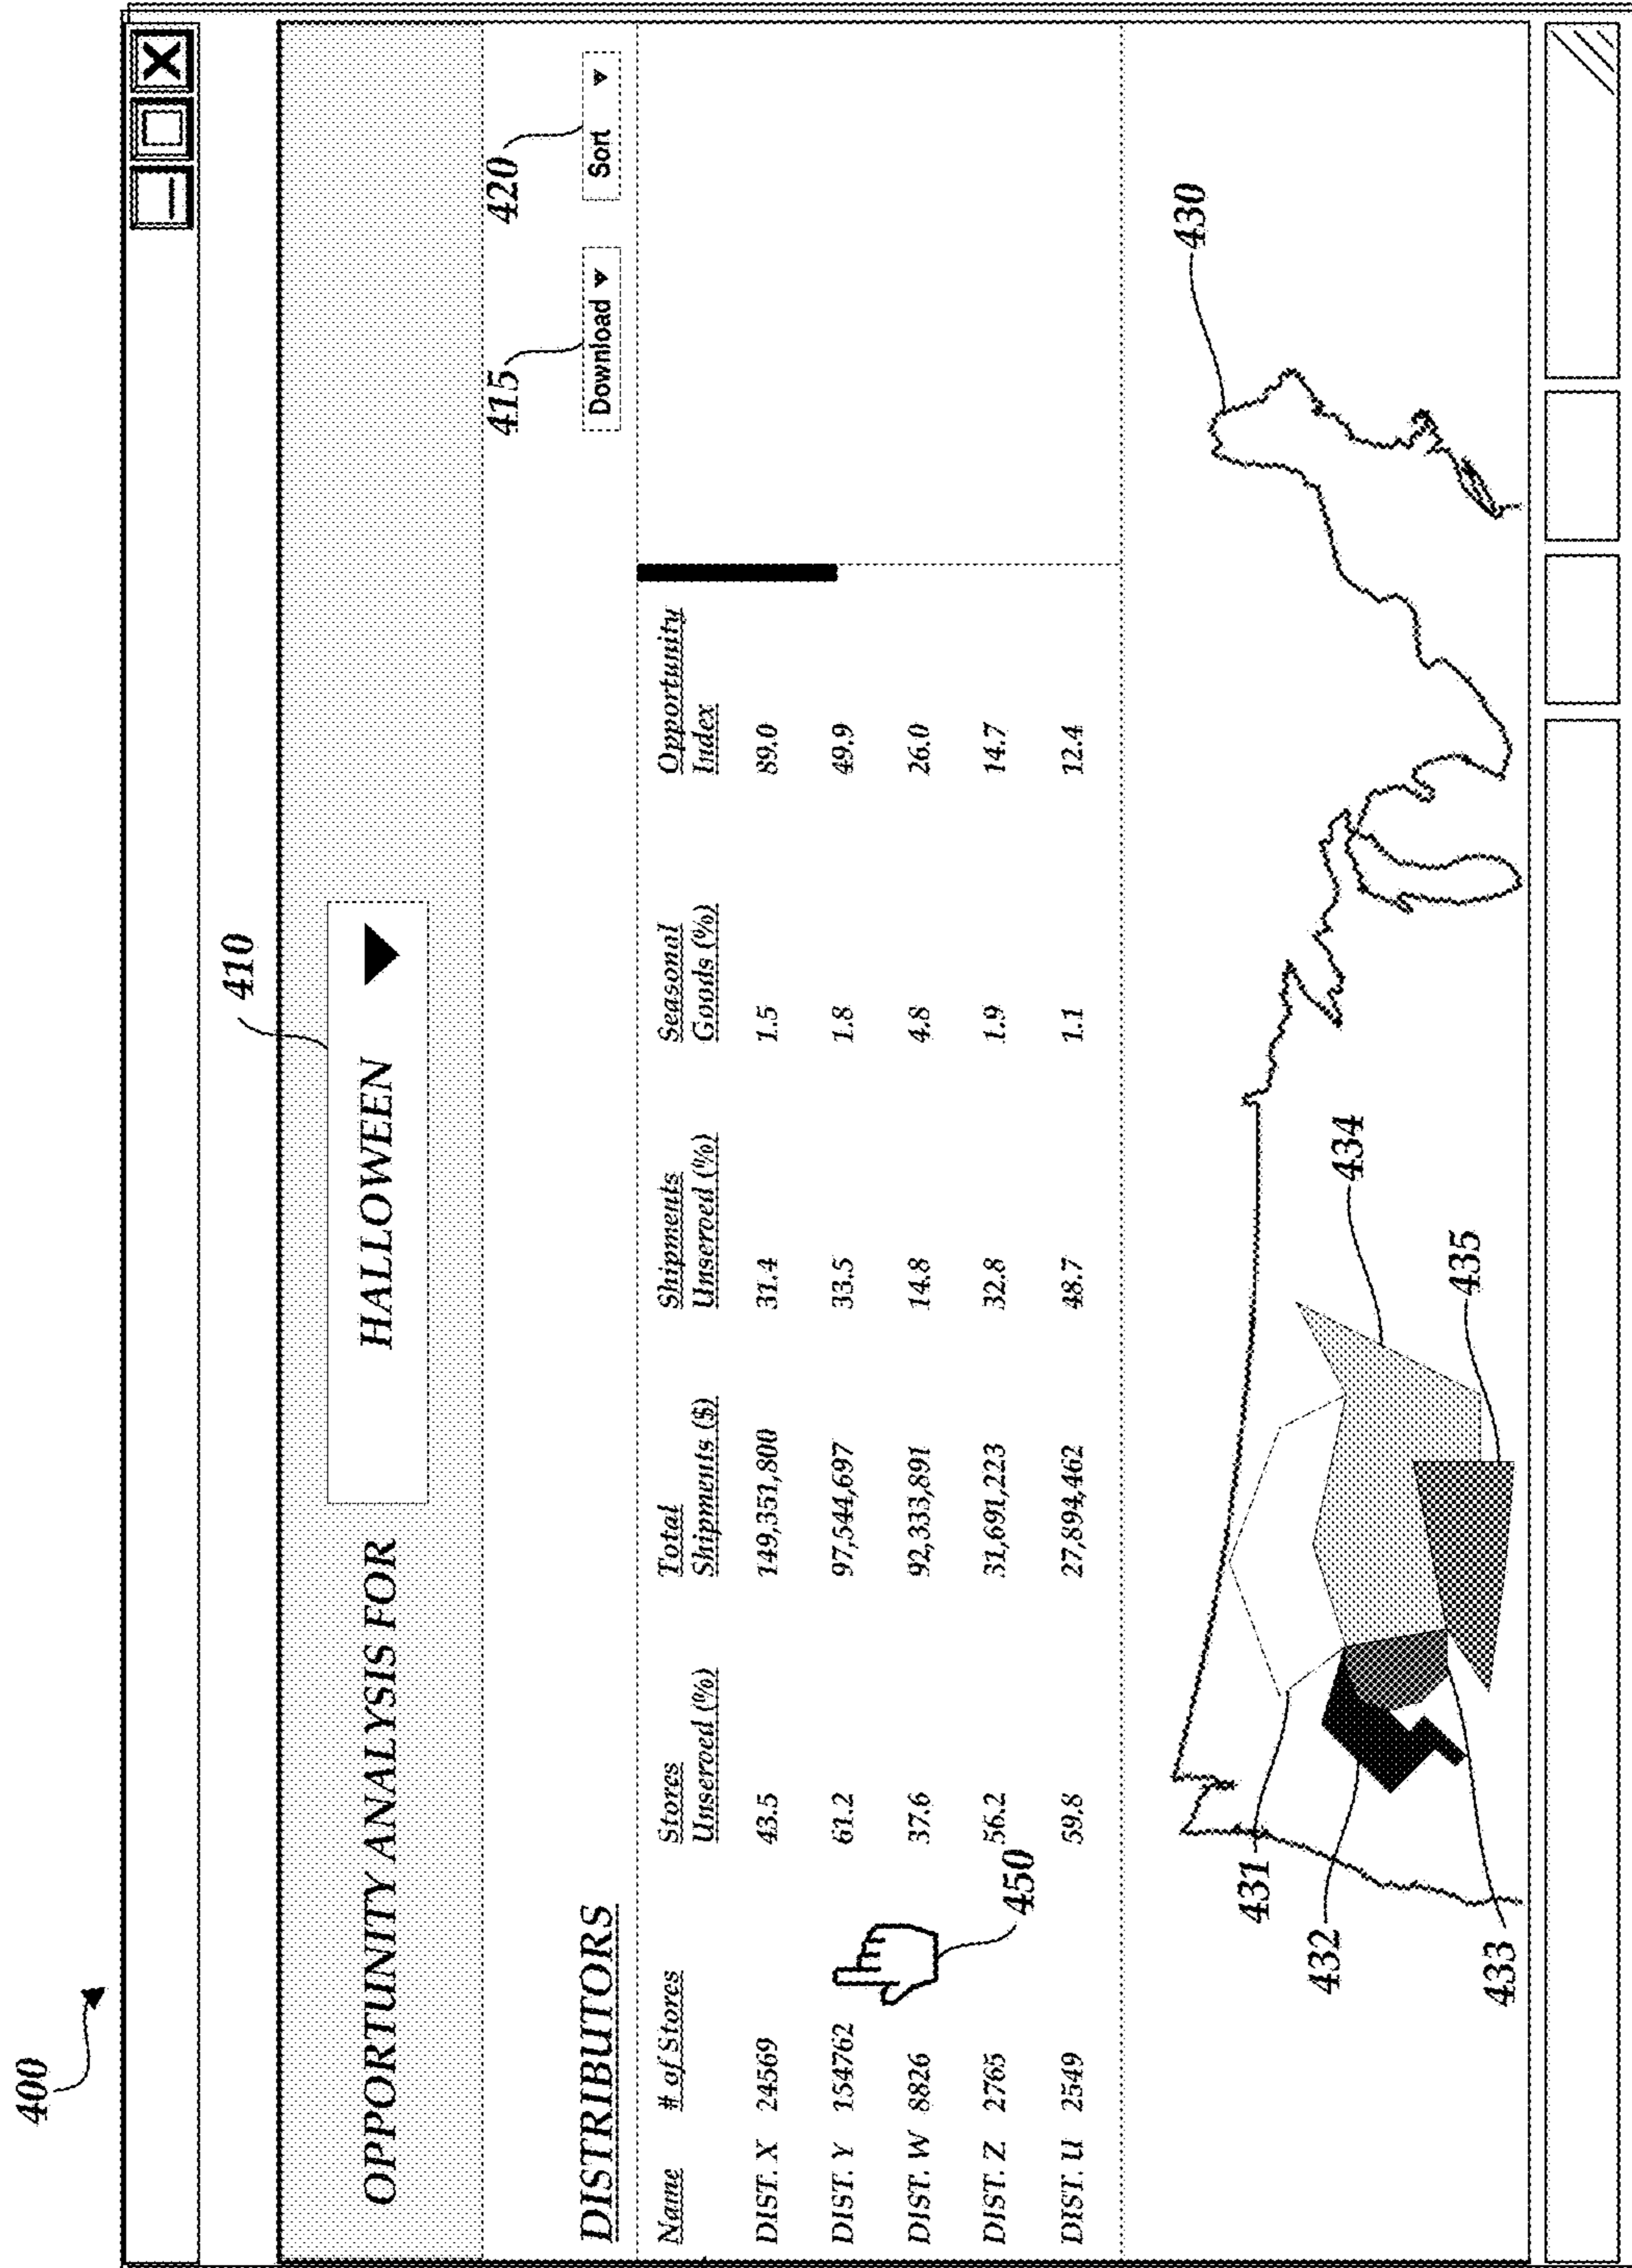 400
410
OPPORTUNITY ANALYSIS FOR HALLOWEEN
415 420
DISTRIBUTORS Download Sort
Name # of Stores Stores Unserved (%) Total Shipments ($) Shipments Unserved (%) Seasonal Goods (%) Opportunity Index
DIST. X 24569 43.5 149,351,800 31.4 1.5 89.0
DIST. Y 154762 61.2 97,544,697 33.5 1.8 49.9
DIST. W 8826 37.6 92,333,891 14.8 4.8 26.0
DIST. Z 2765 56.2 31,691,223 32.8 1.9 14.7
DIST. U 2549 59.8 27,894,462 48.7 1.1 12.4
450
430
431
434
432
435
433